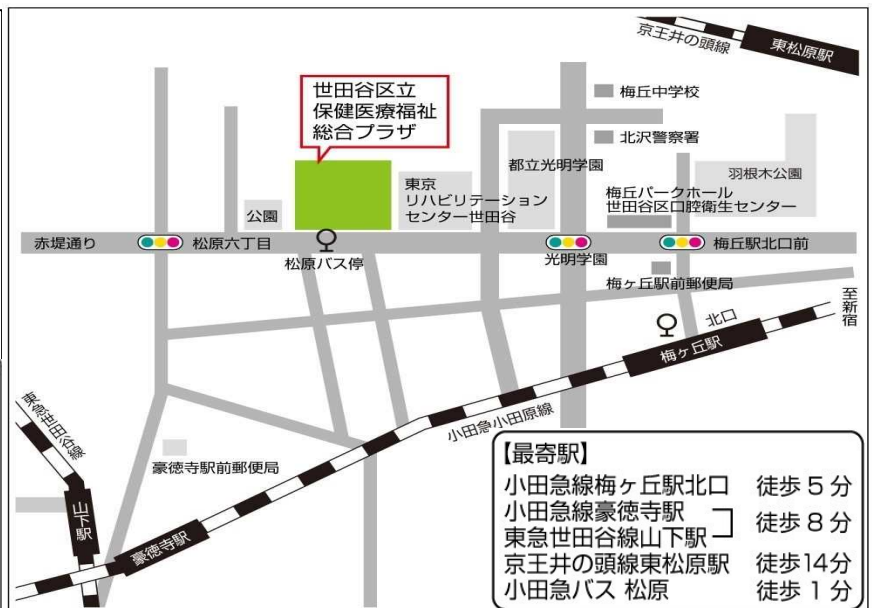 京王井の頭線
東松原駅
世田谷区立
保健医療福祉
総合プラザ
梅丘中学校
北沢警察署
都立光明学園
羽根木公園
公園
東京
リハビリテーション
センター世田谷
梅丘パークホール
世田谷区口腔衛生センター
赤堤通り
松原六丁目
松原バス停
光明学園
梅丘駅北口前
梅ヶ丘駅前郵便局
至新宿
北口
梅ヶ丘駅
小田急小田原線
東急世田谷線
豪徳寺駅前郵便局
山下駅
豪徳寺駅
【最寄駅】
小田急線梅ヶ丘駅北口 徒歩5分
小田急線豪徳寺駅
東急世田谷線山下駅 徒歩8分
京王井の頭線東松原駅 徒歩14分
小田急バス 松原 徒歩1分